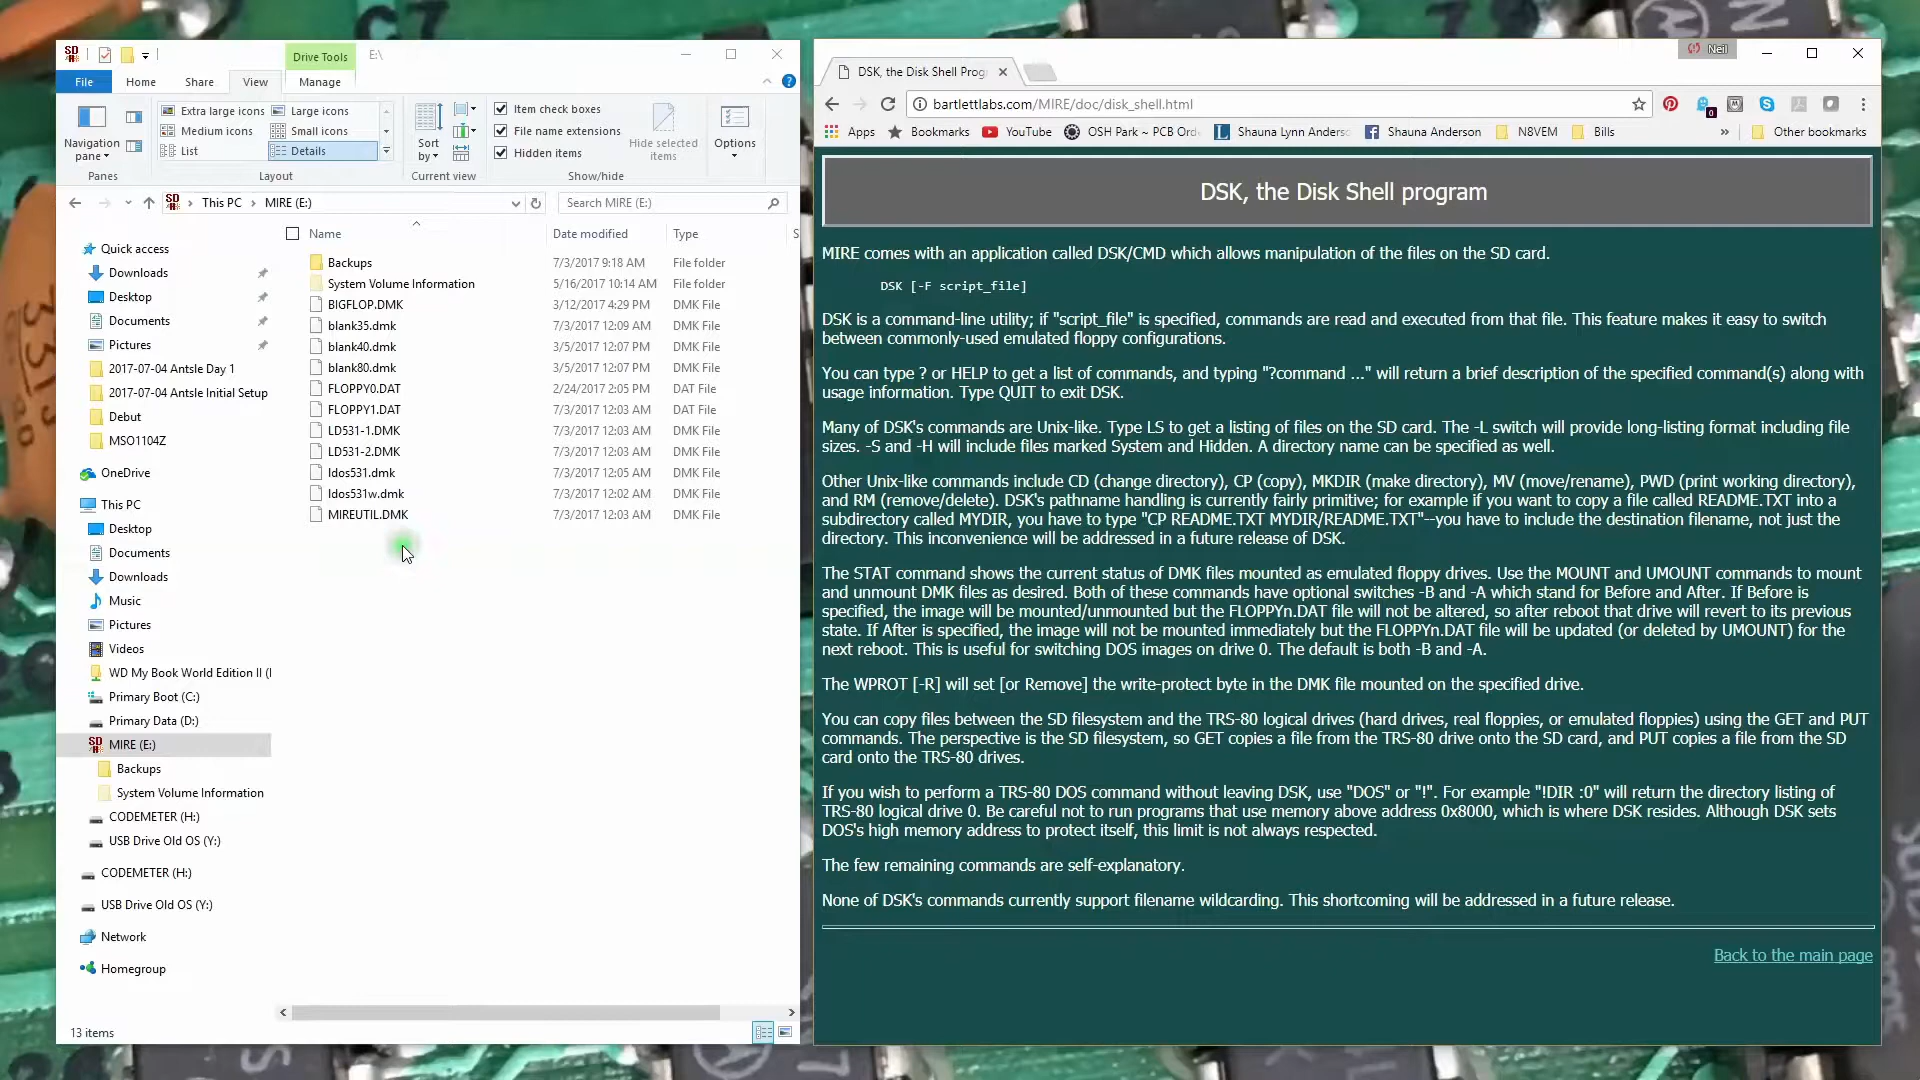 Drive Tools
E:\
File
Home
Share
View
Manage
Navigation
pane
Extra large icons
Large icons
Medium icons
Small icons
List
Details
Sort
by
Item check boxes
File name extensions
Hidden items
Hide selected
items
Options
Panes
Layout
Current view
Show/hide
This PC
MIRE (E:)
Search MIRE (E:)
Name
Date modified
Type
S
Quick access
Downloads
Desktop
Documents
Pictures
2017-07-04 Antsle Day 1
2017-07-04 Antsle Initial Setup
Debut
MSO1104Z
OneDrive
This PC
Desktop
Documents
Downloads
Music
Pictures
Videos
WD My Book World Edition II (I
Primary Boot (C:)
Primary Data (D:)
MIRE (E:)
Backups
System Volume Information
CODEMETER (H:)
USB Drive Old OS (Y:)
CODEMETER (H:)
USB Drive Old OS (Y:)
Network
Homegroup
Backups 7/3/2017 9:18 AM File folder
System Volume Information 5/16/2017 10:14 AM File folder
BIGFLOP.DMK 3/12/2017 4:29 PM DMK File
blank35.dmk 7/3/2017 12:09 AM DMK File
blank40.dmk 3/5/2017 12:07 PM DMK File
blank80.dmk 3/5/2017 12:07 PM DMK File
FLOPPY0.DAT 2/24/2017 2:05 PM DAT File
FLOPPY1.DAT 7/3/2017 12:03 AM DAT File
LD531-1.DMK 7/3/2017 12:03 AM DMK File
LD531-2.DMK 7/3/2017 12:03 AM DMK File
ldos531.dmk 7/3/2017 12:05 AM DMK File
ldos531w.dmk 7/3/2017 12:02 AM DMK File
MIREUTIL.DMK 7/3/2017 12:03 AM DMK File
13 items
Neil
DSK, the Disk Shell Prog
bartlettlabs.com/MIRE/doc/disk_shell.html
Apps
Bookmarks
YouTube
OSH Park ~ PCB Ord
Shauna Lynn Anders
Shauna Anderson
N8VEM
Bills
»
Other bookmarks
DSK, the Disk Shell program
MIRE comes with an application called DSK/CMD which allows manipulation of the files on the SD card.
DSK [-F script_file]
DSK is a command-line utility; if "script_file" is specified, commands are read and executed from that file. This feature makes it easy to switch
between commonly-used emulated floppy configurations.
You can type ? or HELP to get a list of commands, and typing "?command ..." will return a brief description of the specified command(s) along with
usage information. Type QUIT to exit DSK.
Many of DSK's commands are Unix-like. Type LS to get a listing of files on the SD card. The -L switch will provide long-listing format including file
sizes. -S and -H will include files marked System and Hidden. A directory name can be specified as well.
Other Unix-like commands include CD (change directory), CP (copy), MKDIR (make directory), MV (move/rename), PWD (print working directory),
and RM (remove/delete). DSK's pathname handling is currently fairly primitive; for example if you want to copy a file called README.TXT into a
subdirectory called MYDIR, you have to type "CP README.TXT MYDIR/README.TXT"--you have to include the destination filename, not just the
directory. This inconvenience will be addressed in a future release of DSK.
The STAT command shows the current status of DMK files mounted as emulated floppy drives. Use the MOUNT and UMOUNT commands to mount
and unmount DMK files as desired. Both of these commands have optional switches -B and -A which stand for Before and After. If Before is
specified, the image will be mounted/unmounted but the FLOPPYn.DAT file will not be altered, so after reboot that drive will revert to its previous
state. If After is specified, the image will not be mounted immediately but the FLOPPYn.DAT file will be updated (or deleted by UMOUNT) for the
next reboot. This is useful for switching DOS images on drive 0. The default is both -B and -A.
The WPROT [-R] will set [or Remove] the write-protect byte in the DMK file mounted on the specified drive.
You can copy files between the SD filesystem and the TRS-80 logical drives (hard drives, real floppies, or emulated floppies) using the GET and PUT
commands. The perspective is the SD filesystem, so GET copies a file from the TRS-80 drive onto the SD card, and PUT copies a file from the SD
card onto the TRS-80 drives.
If you wish to perform a TRS-80 DOS command without leaving DSK, use "DOS" or "!". For example "!DIR :0" will return the directory listing of
TRS-80 logical drive 0. Be careful not to run programs that use memory above address 0x8000, which is where DSK resides. Although DSK sets
DOS's high memory address to protect itself, this limit is not always respected.
The few remaining commands are self-explanatory.
None of DSK's commands currently support filename wildcarding. This shortcoming will be addressed in a future release.
Back to the main page